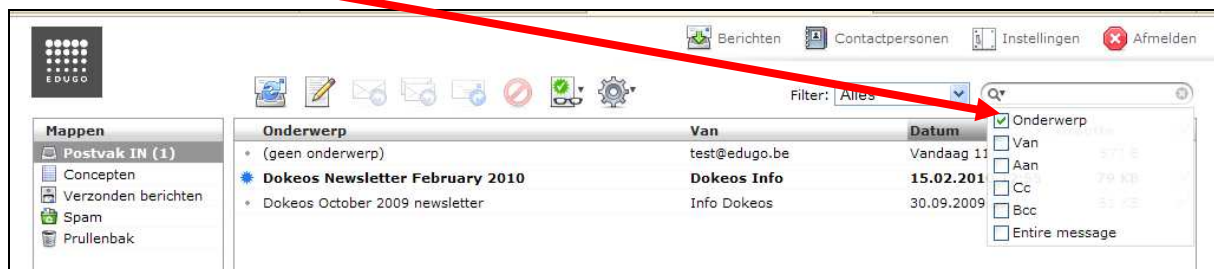 Berichten Contactpersonen Instellingen Afmelden
EDUGO
Filter: Alles
Mappen
Postvak IN (1)
Concepten
Verzonden berichten
Spam
Prullenbak
Onderwerp Van Datum
(geen onderwerp) test@edugo.be Vandaag 11
Dokeos Newsletter February 2010 Dokeos Info 15.02.201
Dokeos October 2009 newsletter Info Dokeos 30.09.2009
Onderwerp
Van
Aan
Cc
Bcc
Entire message